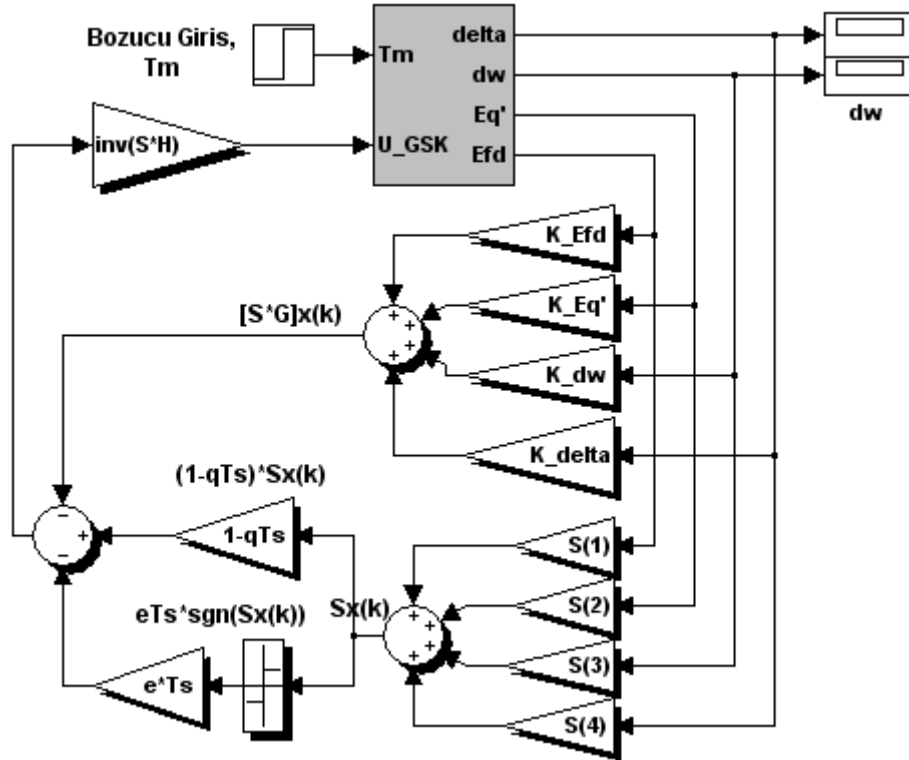 Bozucu Giris,
Tm
Tm
U_GSK
delta
dw
Eq'
Efd
dw
inv(S*H)
K_Efd
K_Eq'
K_dw
K_delta
[S*G]x(k)
+
+
+
+
(1-qTs)*Sx(k)
1-qTs
−
+
−
eTs*sgn(Sx(k))
e*Ts
Sx(k)
+
+
+
+
S(1)
S(2)
S(3)
S(4)